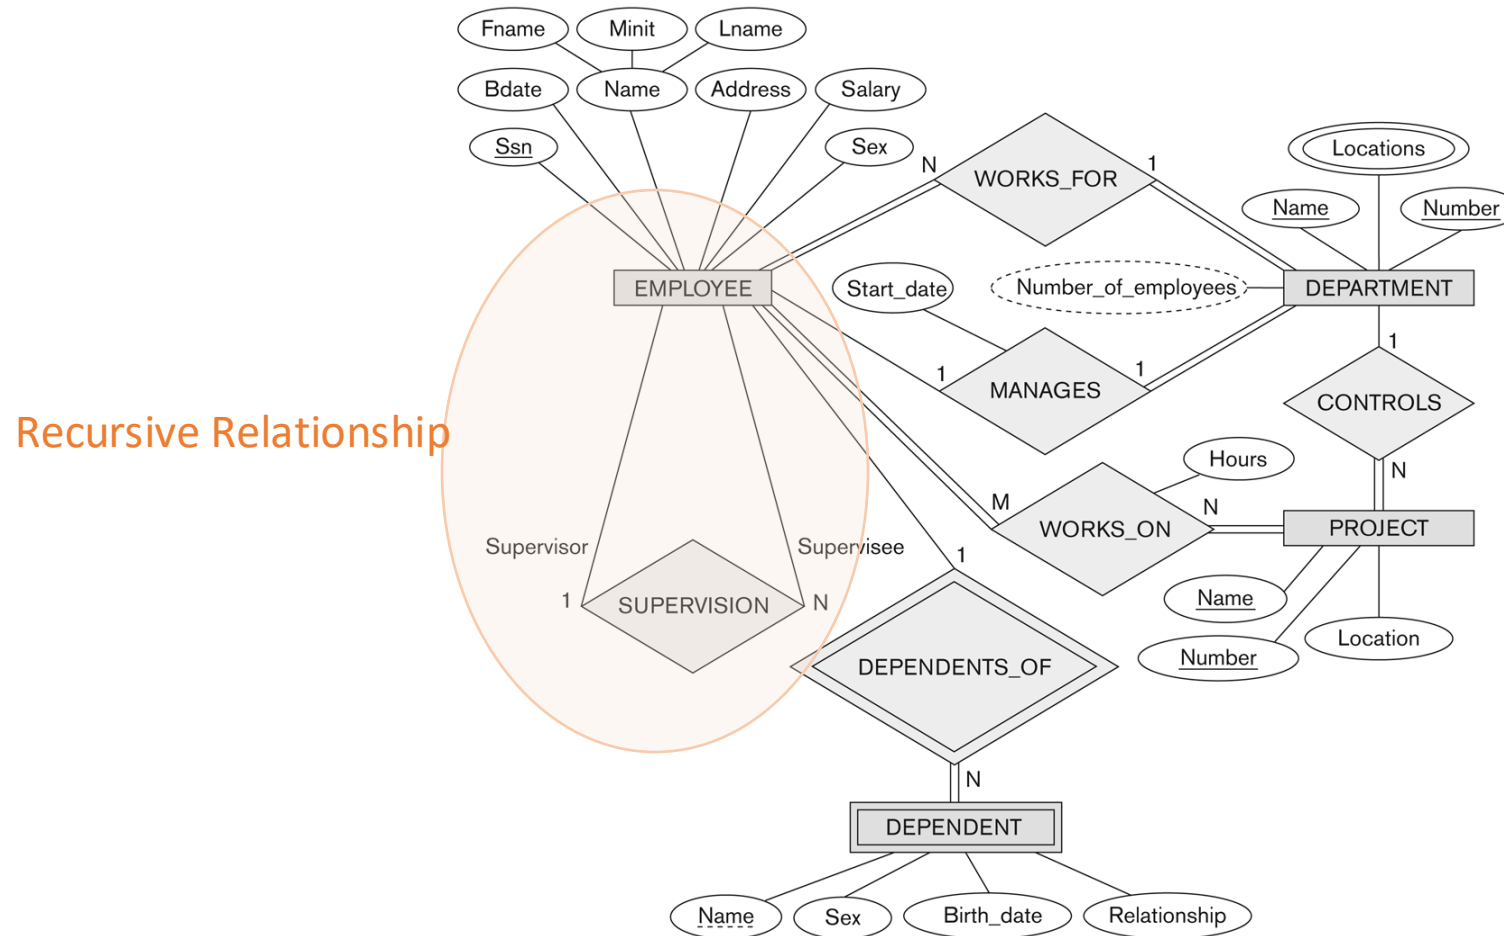 Fname
Minit
Lname
Bdate
Name
Address
Salary
Ssn
Sex
N
WORKS_FOR
1
Locations
Name
Number
EMPLOYEE
Start_date
Number_of_employees
DEPARTMENT
1
MANAGES
1
1
CONTROLS
N
Recursive Relationship
Hours
M
WORKS_ON
N
PROJECT
Supervisor
Supervisee
1
SUPERVISION
N
1
Name
Number
Location
DEPENDENTS_OF
N
DEPENDENT
Name
Sex
Birth_date
Relationship